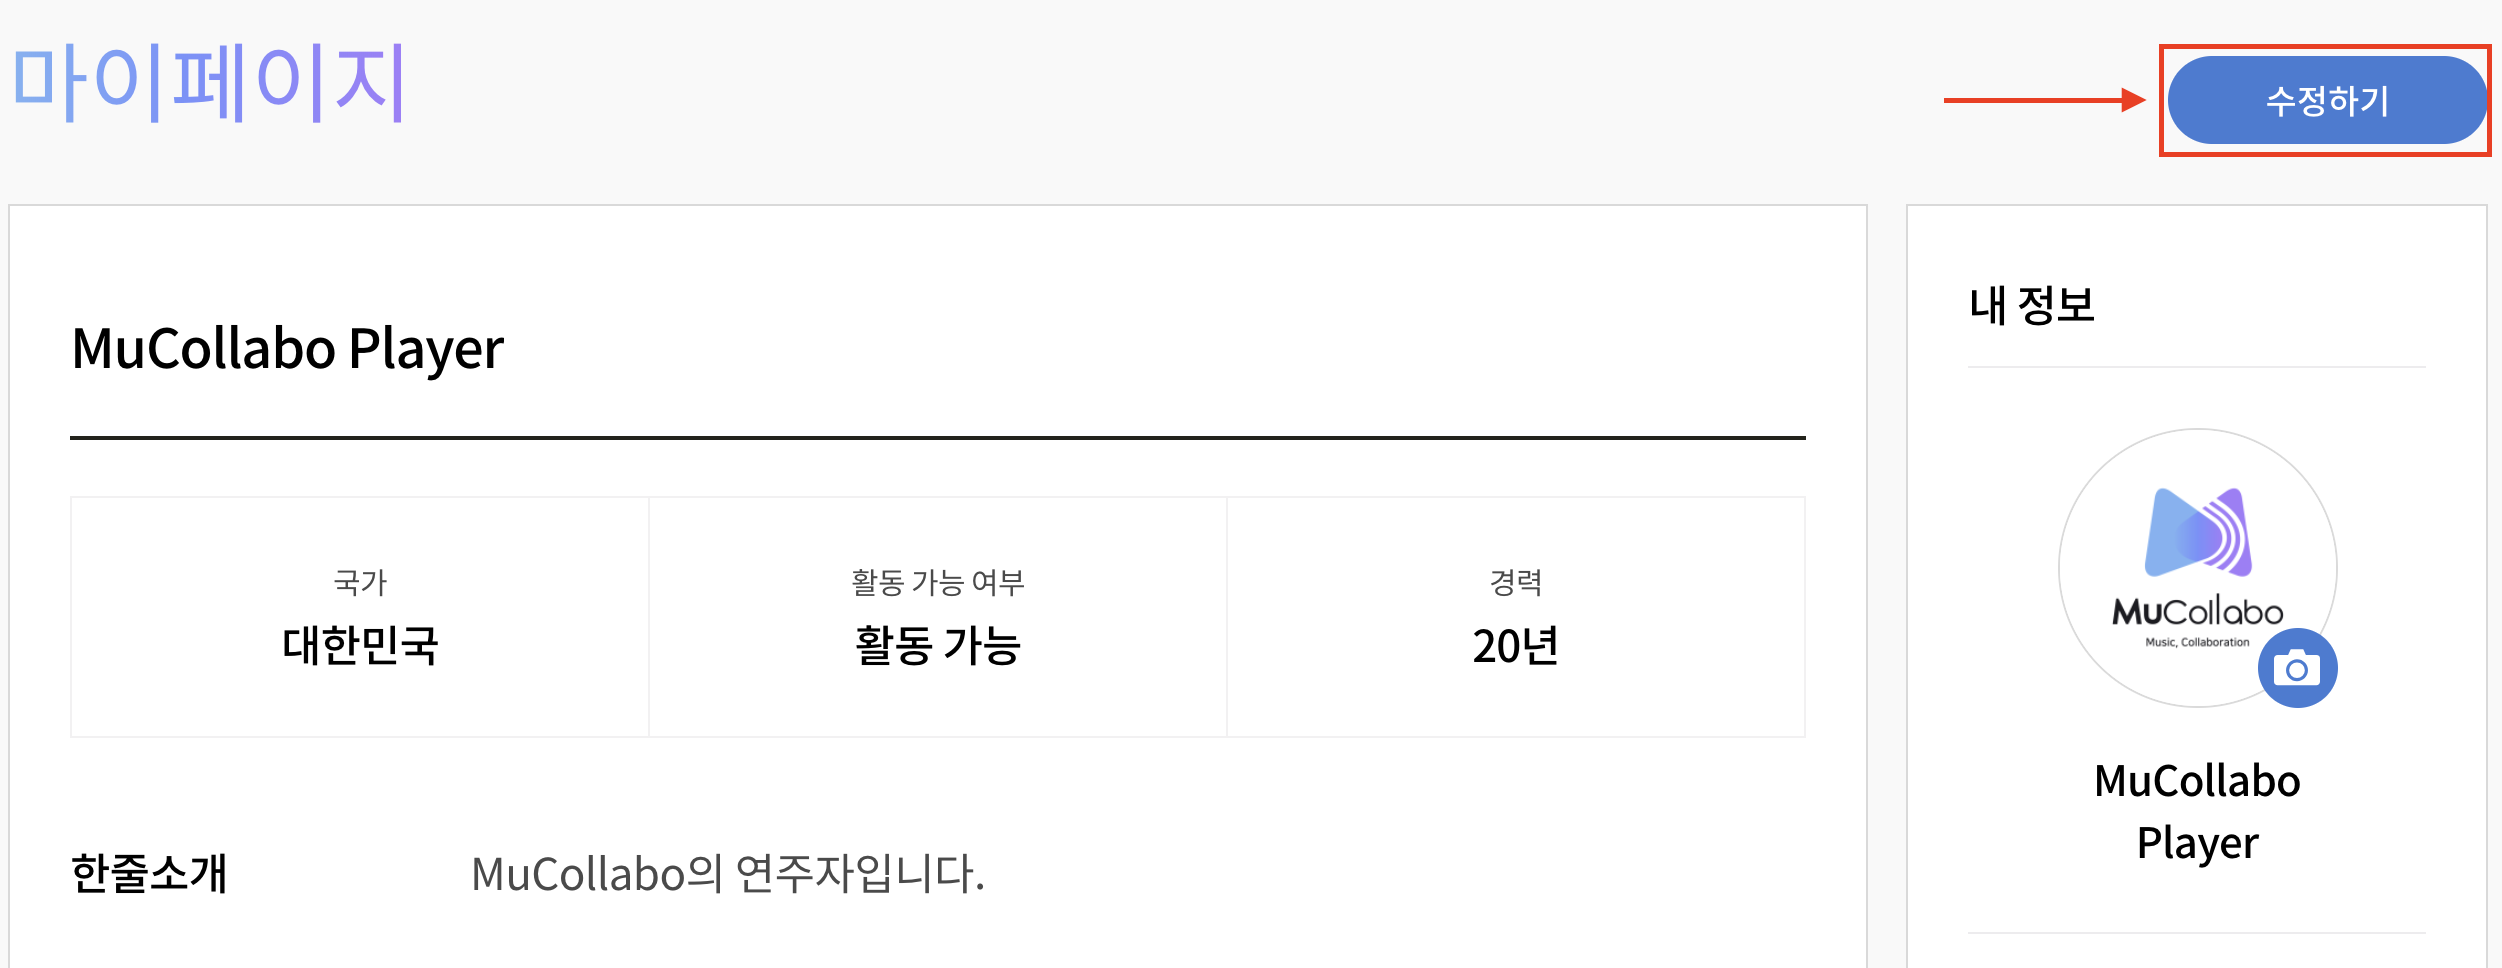 마이페이지
수정하기
MuCollabo Player
국가
대한민국
활동 가능 여부
활동 가능
경력
20년
한줄소개
MuCollabo의 연주자입니다.
내 정보
MuCollabo
Music, Collaboration
MuCollabo
Player